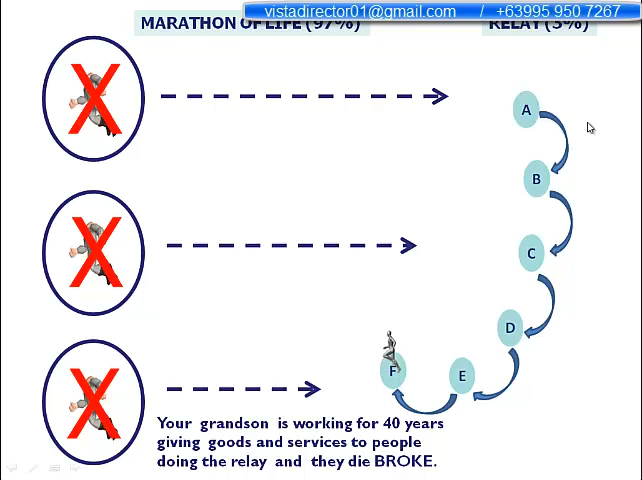 vistadirector01@gmail.com / +63995 950 7267
MARATHON OF LIFE (97%)
RELAY (3%)
A
B
C
D
E
F
Your grandson is working for 40 years
giving goods and services to people
doing the relay and they die BROKE.